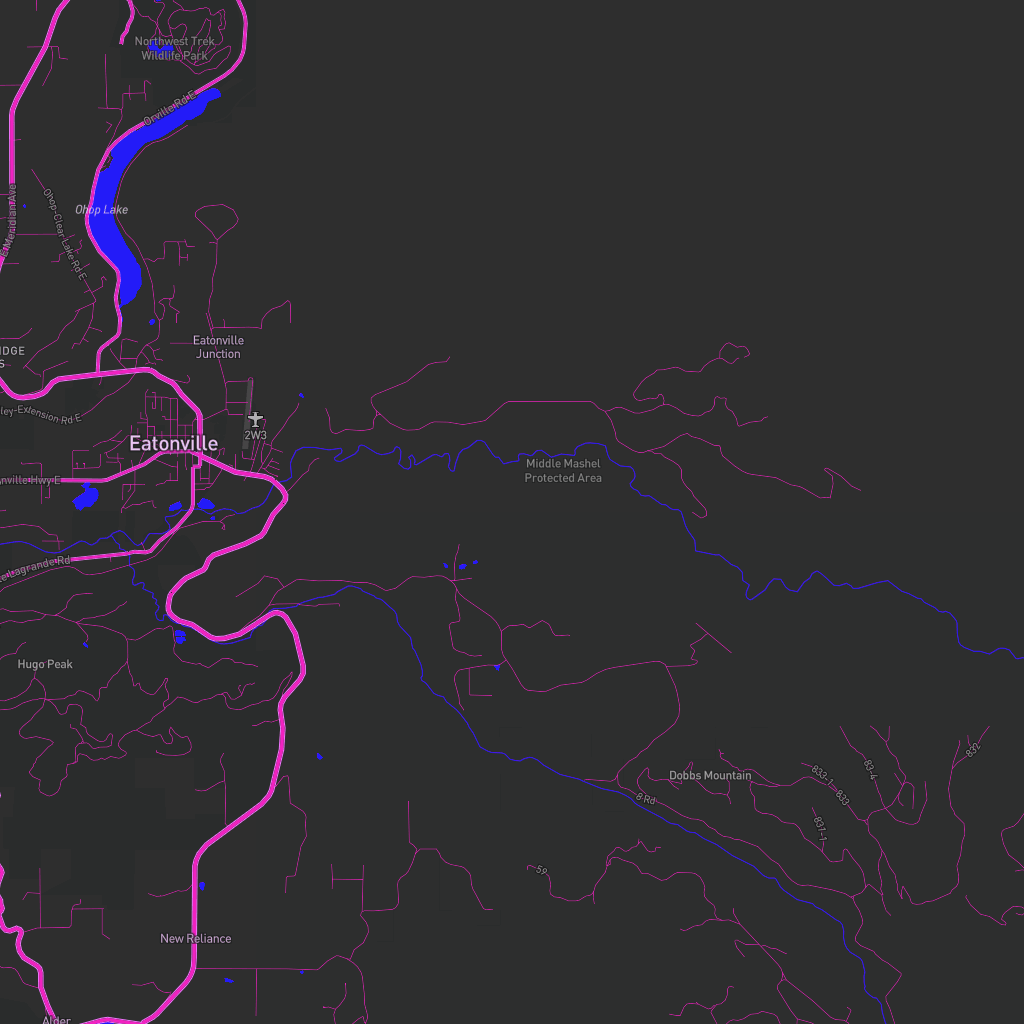 Northwest Trek
Wildlife Park
Orville Rd E
Ohop Lake
Ohop-Clear Lake Rd E
E/Meridian/Ave
Eatonville
Junction
IDGE
S
ley-Extension Rd E
2W3
Eatonville
nville Hwy E
Middle Mashel
Protected Area
Lagrande Rd
Hugo Peak
Dobbs Mountain
8 Rd
833-1
833
83-4
832
831-1
59
New Reliance
Alder